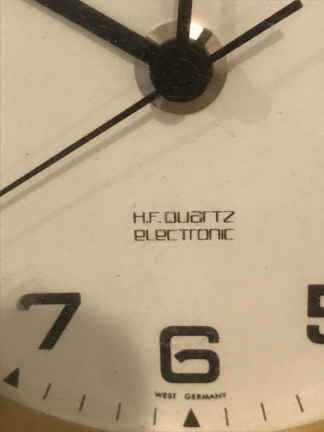 H.F. QUARTZ
electronic
7
6
5
WEST GERMANY